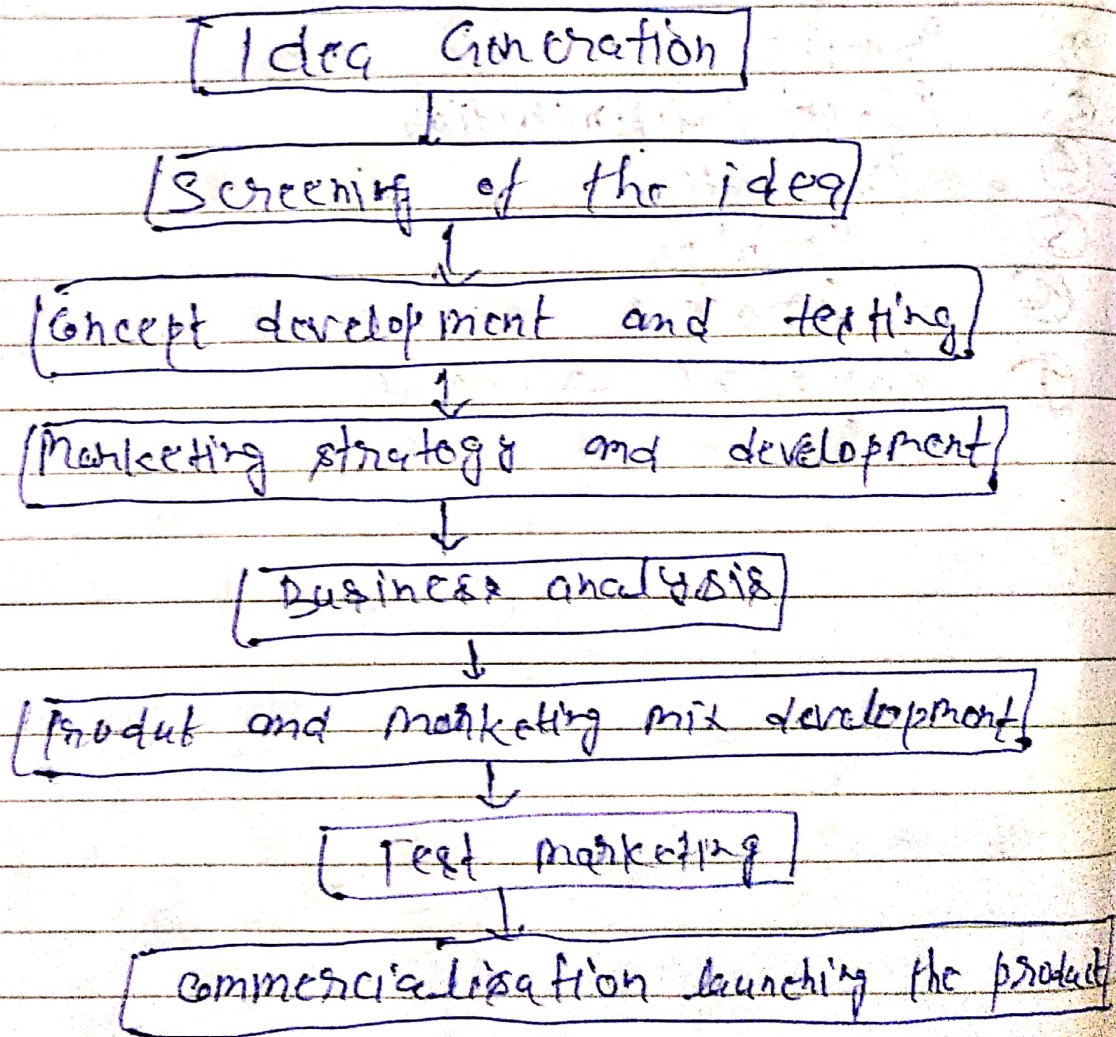 Idea Generation
Screening of the idea
Concept development and testing
Marketing stratogy and development
Business analysis
Produt and marketing mix development
Test marketing
Commercialisation launching the product